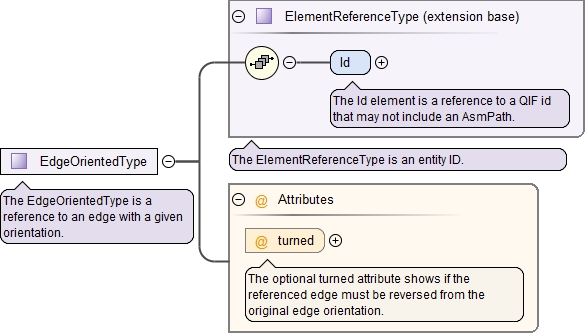 ElementReferenceType (extension base)
Id
The Id element is a reference to a QIF id
that may not include an AsmPath.
The ElementReferenceType is an entity ID.
EdgeOrientedType
The EdgeOrientedType is a
reference to an edge with a given
orientation.
@ Attributes
@ turned
The optional turned attribute shows if the
referenced edge must be reversed from the
original edge orientation.